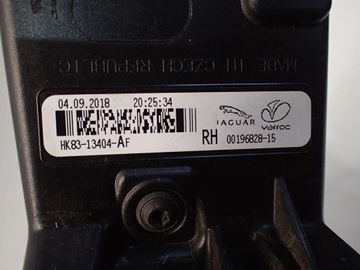 MADE IN CZECH REPUBLIC
04.09.2018 20:25:34
JAGUAR varroc
HK83-13404-AF RH 00196828-15